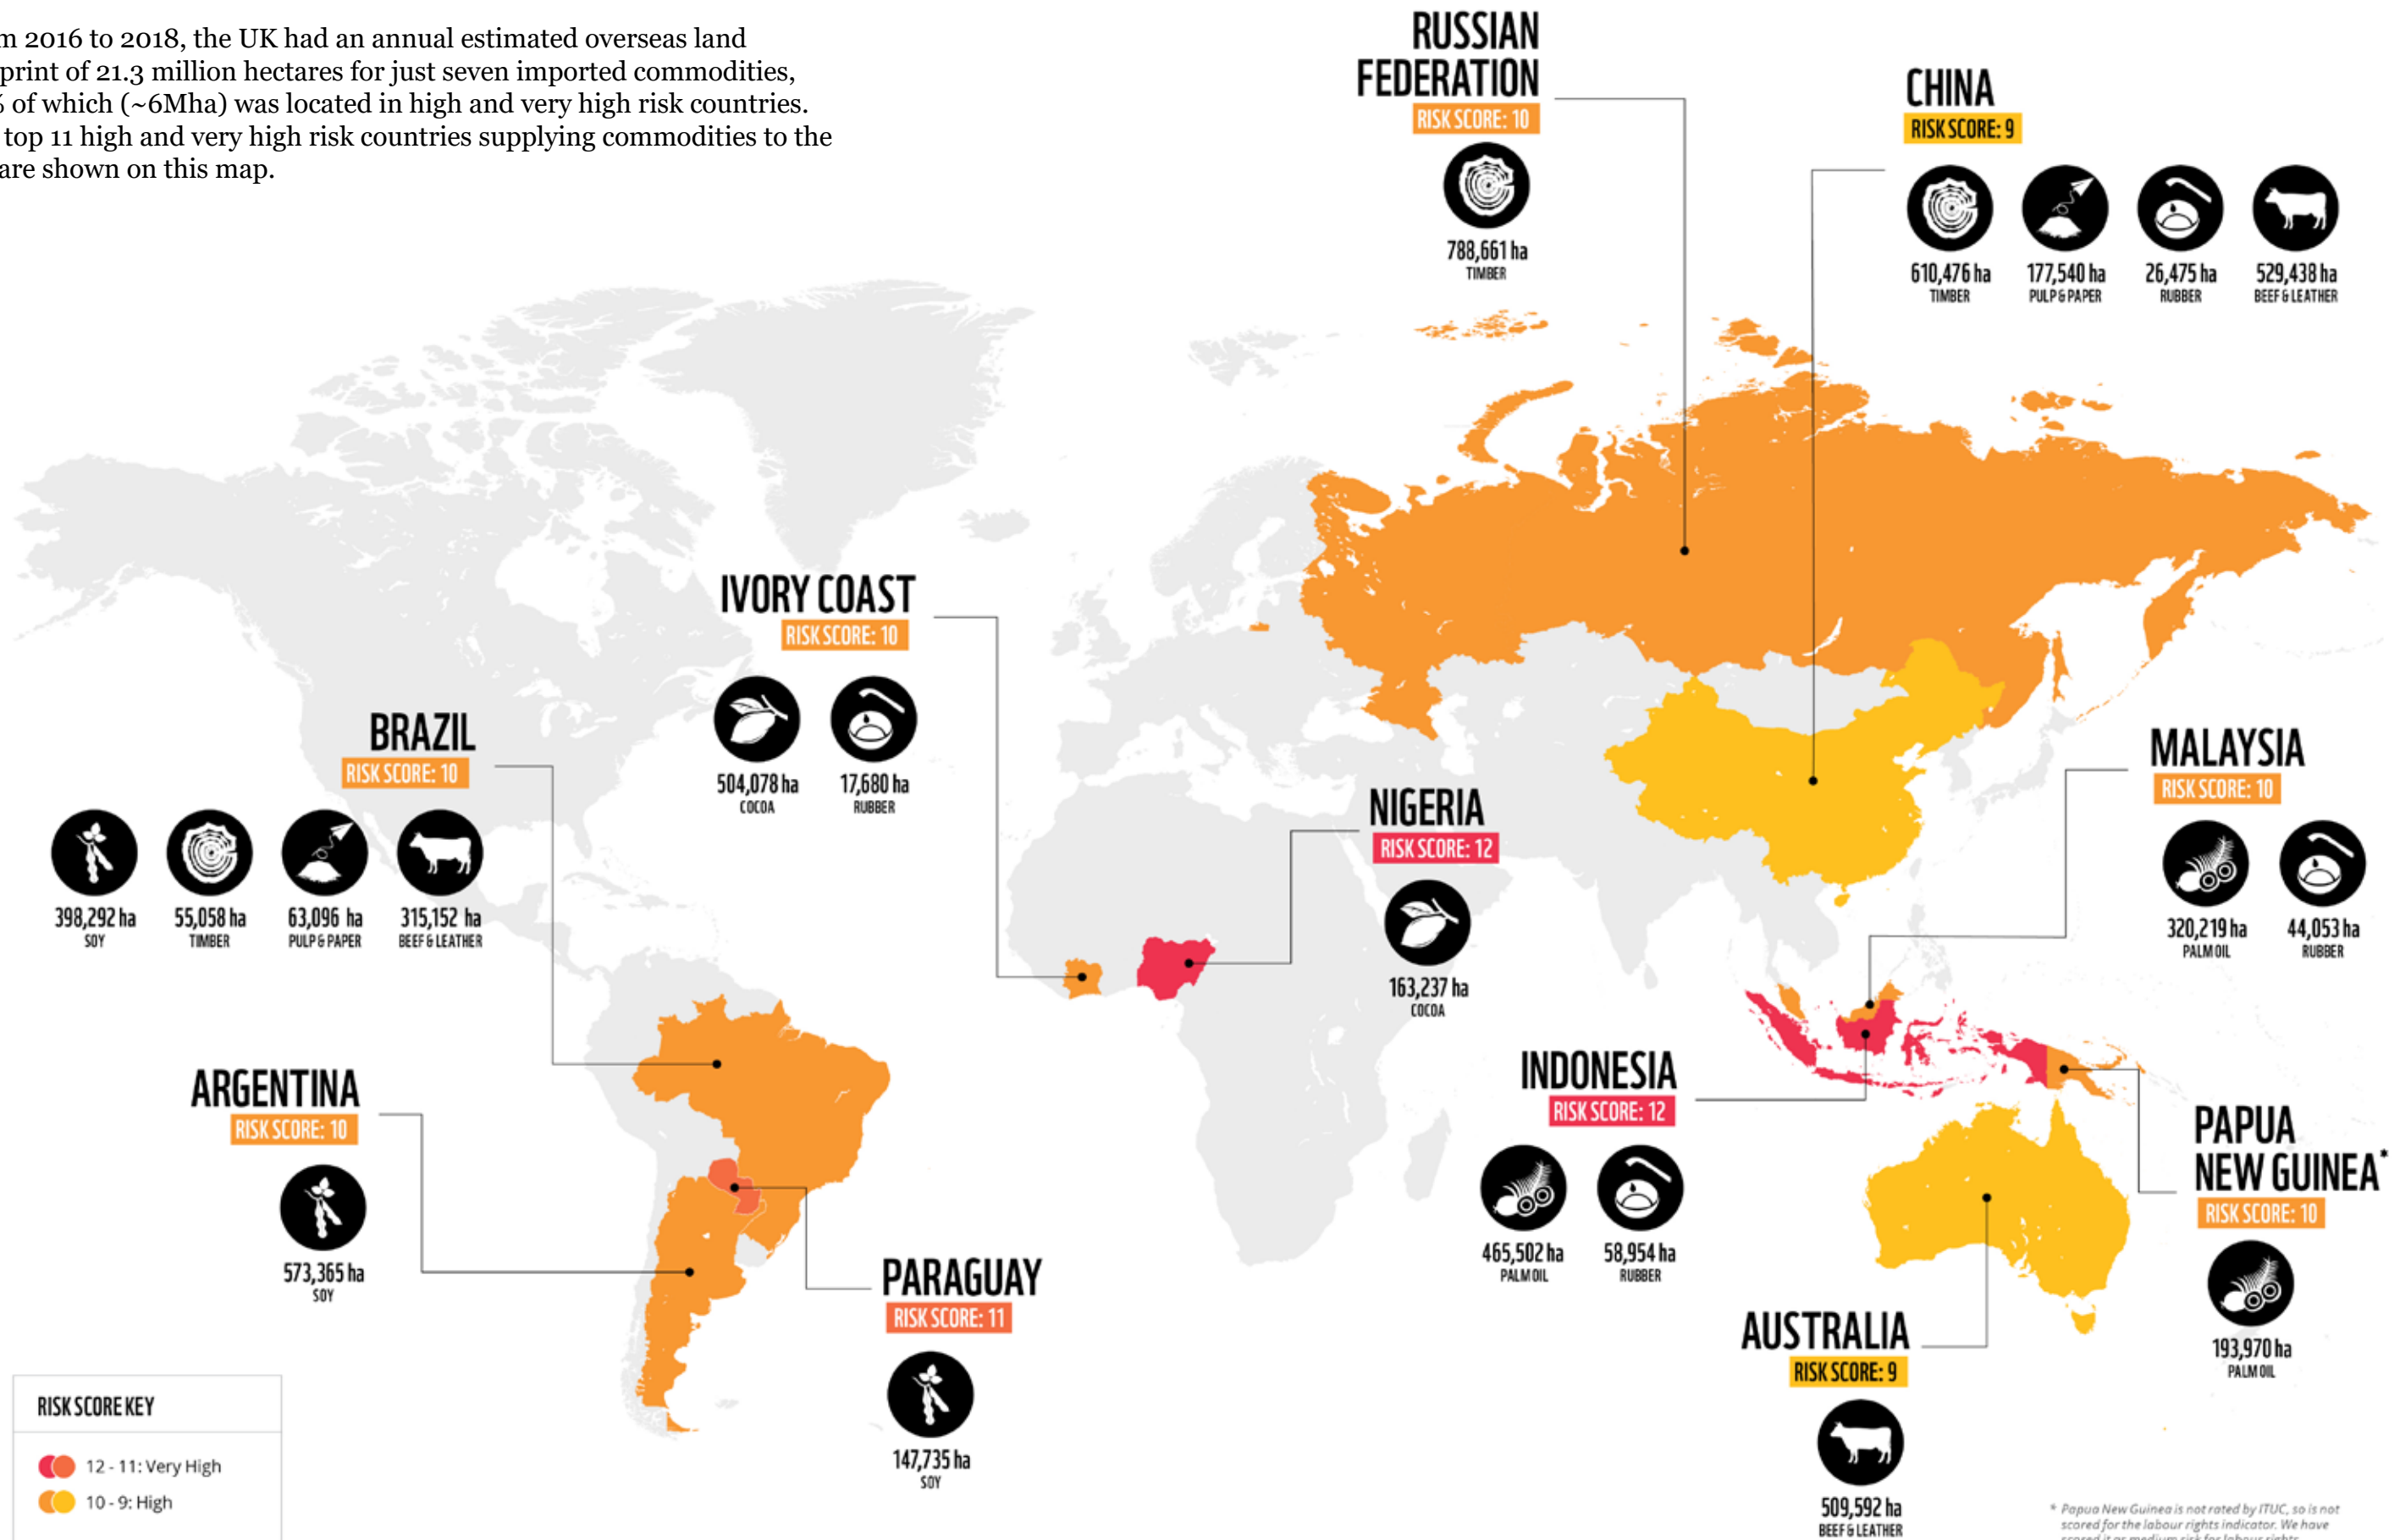 m 2016 to 2018, the UK had an annual estimated overseas land
print of 21.3 million hectares for just seven imported commodities,
% of which (~6Mha) was located in high and very high risk countries.
top 11 high and very high risk countries supplying commodities to the
are shown on this map.
RUSSIAN
FEDERATION
RISK SCORE: 10
788,661 ha
TIMBER
CHINA
RISK SCORE: 9
610,476 ha 177,540 ha 26,475 ha 529,438 ha
TIMBER PULP & PAPER RUBBER BEEF & LEATHER
IVORY COAST
RISK SCORE: 10
504,078 ha 17,680 ha
COCOA RUBBER
BRAZIL
RISK SCORE: 10
398,292 ha 55,058 ha 63,096 ha 315,152 ha
SOY TIMBER PULP & PAPER BEEF & LEATHER
NIGERIA
RISK SCORE: 12
163,237 ha
COCOA
MALAYSIA
RISK SCORE: 10
320,219 ha 44,053 ha
PALM OIL RUBBER
ARGENTINA
RISK SCORE: 10
573,365 ha
SOY
PARAGUAY
RISK SCORE: 11
147,735 ha
SOY
INDONESIA
RISK SCORE: 12
465,502 ha 58,954 ha
PALM OIL RUBBER
PAPUA
NEW GUINEA*
RISK SCORE: 10
193,970 ha
PALM OIL
AUSTRALIA
RISK SCORE: 9
509,592 ha
BEEF & LEATHER
RISK SCORE KEY
12 - 11: Very High
10 - 9: High
* Papua New Guinea is not rated by ITUC, so is not
scored for the labour rights indicator. We have
scored it as medium risk for labour rights